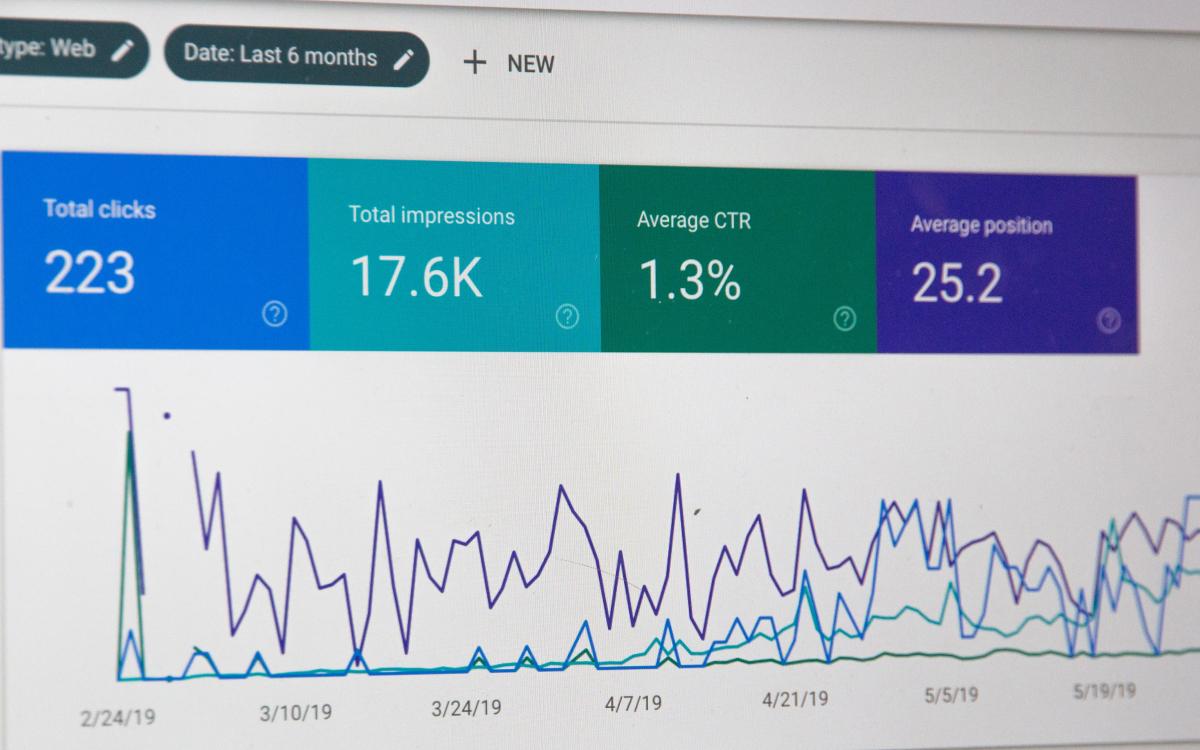 type: Web
Date: Last 6 months
+ NEW
Total clicks
223
Total impressions
17.6K
Average CTR
1.3%
Average position
25.2
2/24/19
3/10/19
3/24/19
4/7/19
4/21/19
5/5/19
5/19/19